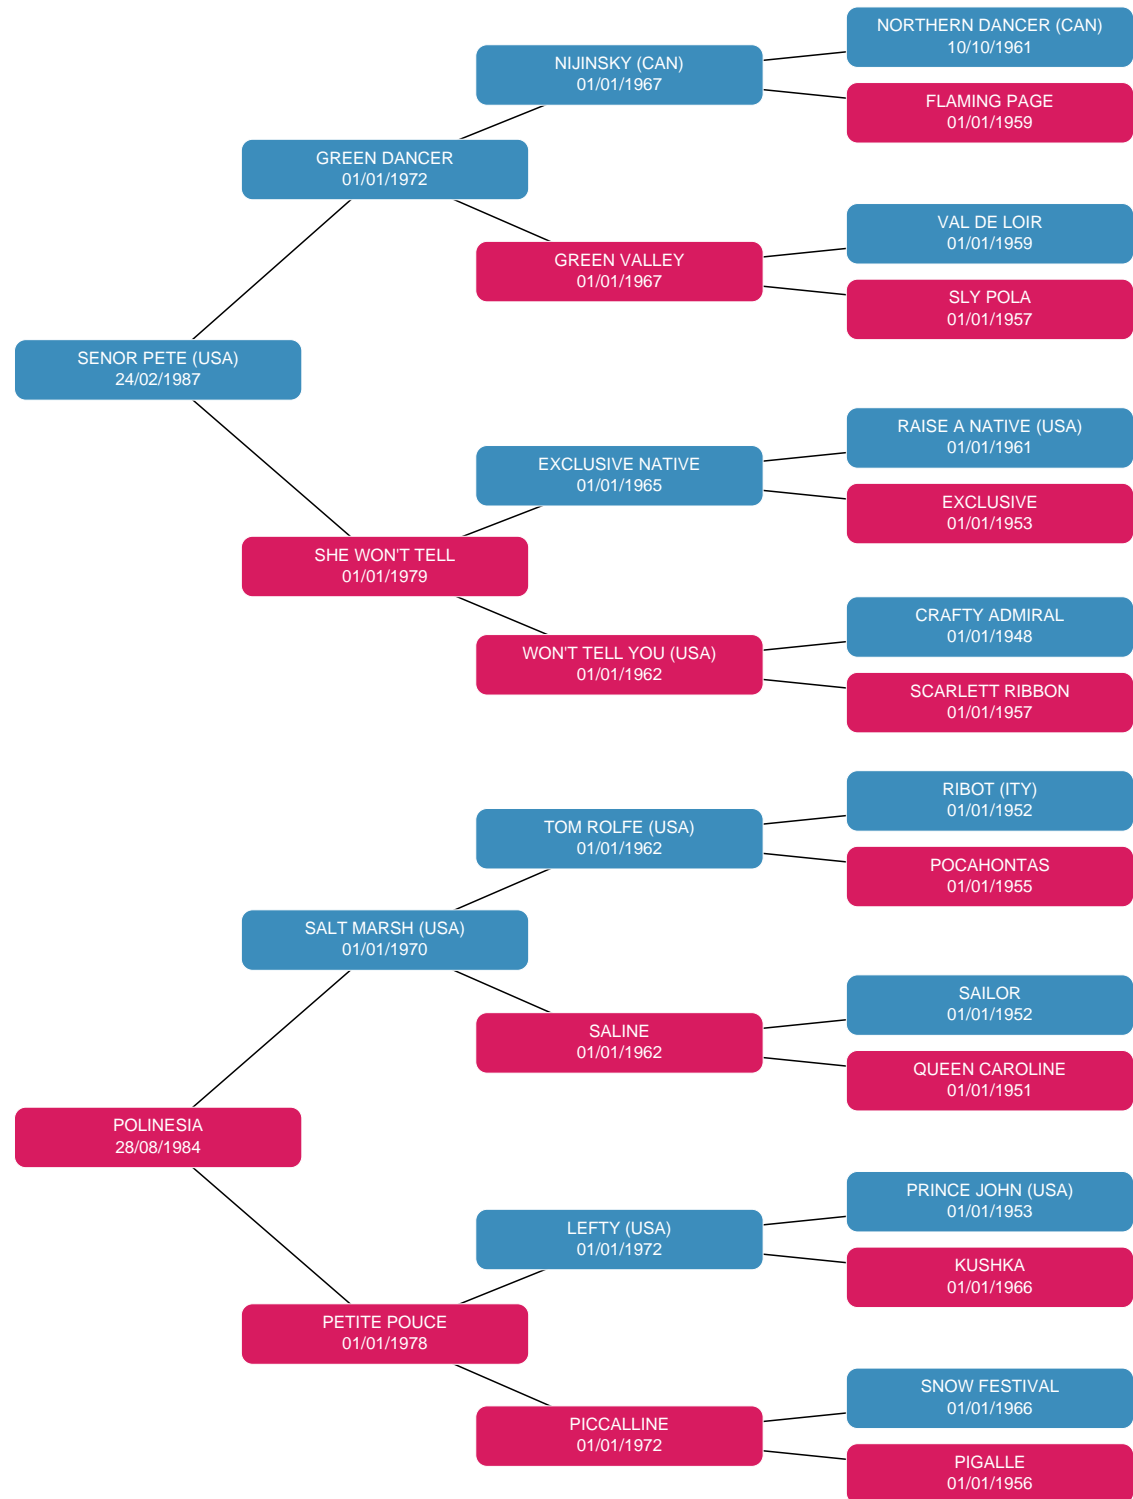 NORTHERN DANCER (CAN)
10/10/1961
NIJINSKY (CAN)
01/01/1967
FLAMING PAGE
01/01/1959
GREEN DANCER
01/01/1972
VAL DE LOIR
01/01/1959
GREEN VALLEY
01/01/1967
SLY POLA
01/01/1957
SENOR PETE (USA)
24/02/1987
RAISE A NATIVE (USA)
01/01/1961
EXCLUSIVE NATIVE
01/01/1965
EXCLUSIVE
01/01/1953
SHE WON'T TELL
01/01/1979
CRAFTY ADMIRAL
01/01/1948
WON'T TELL YOU (USA)
01/01/1962
SCARLETT RIBBON
01/01/1957
RIBOT (ITY)
01/01/1952
TOM ROLFE (USA)
01/01/1962
POCAHONTAS
01/01/1955
SALT MARSH (USA)
01/01/1970
SAILOR
01/01/1952
SALINE
01/01/1962
QUEEN CAROLINE
01/01/1951
POLINESIA
28/08/1984
PRINCE JOHN (USA)
01/01/1953
LEFTY (USA)
01/01/1972
KUSHKA
01/01/1966
PETITE POUCE
01/01/1978
SNOW FESTIVAL
01/01/1966
PICCALLINE
01/01/1972
PIGALLE
01/01/1956